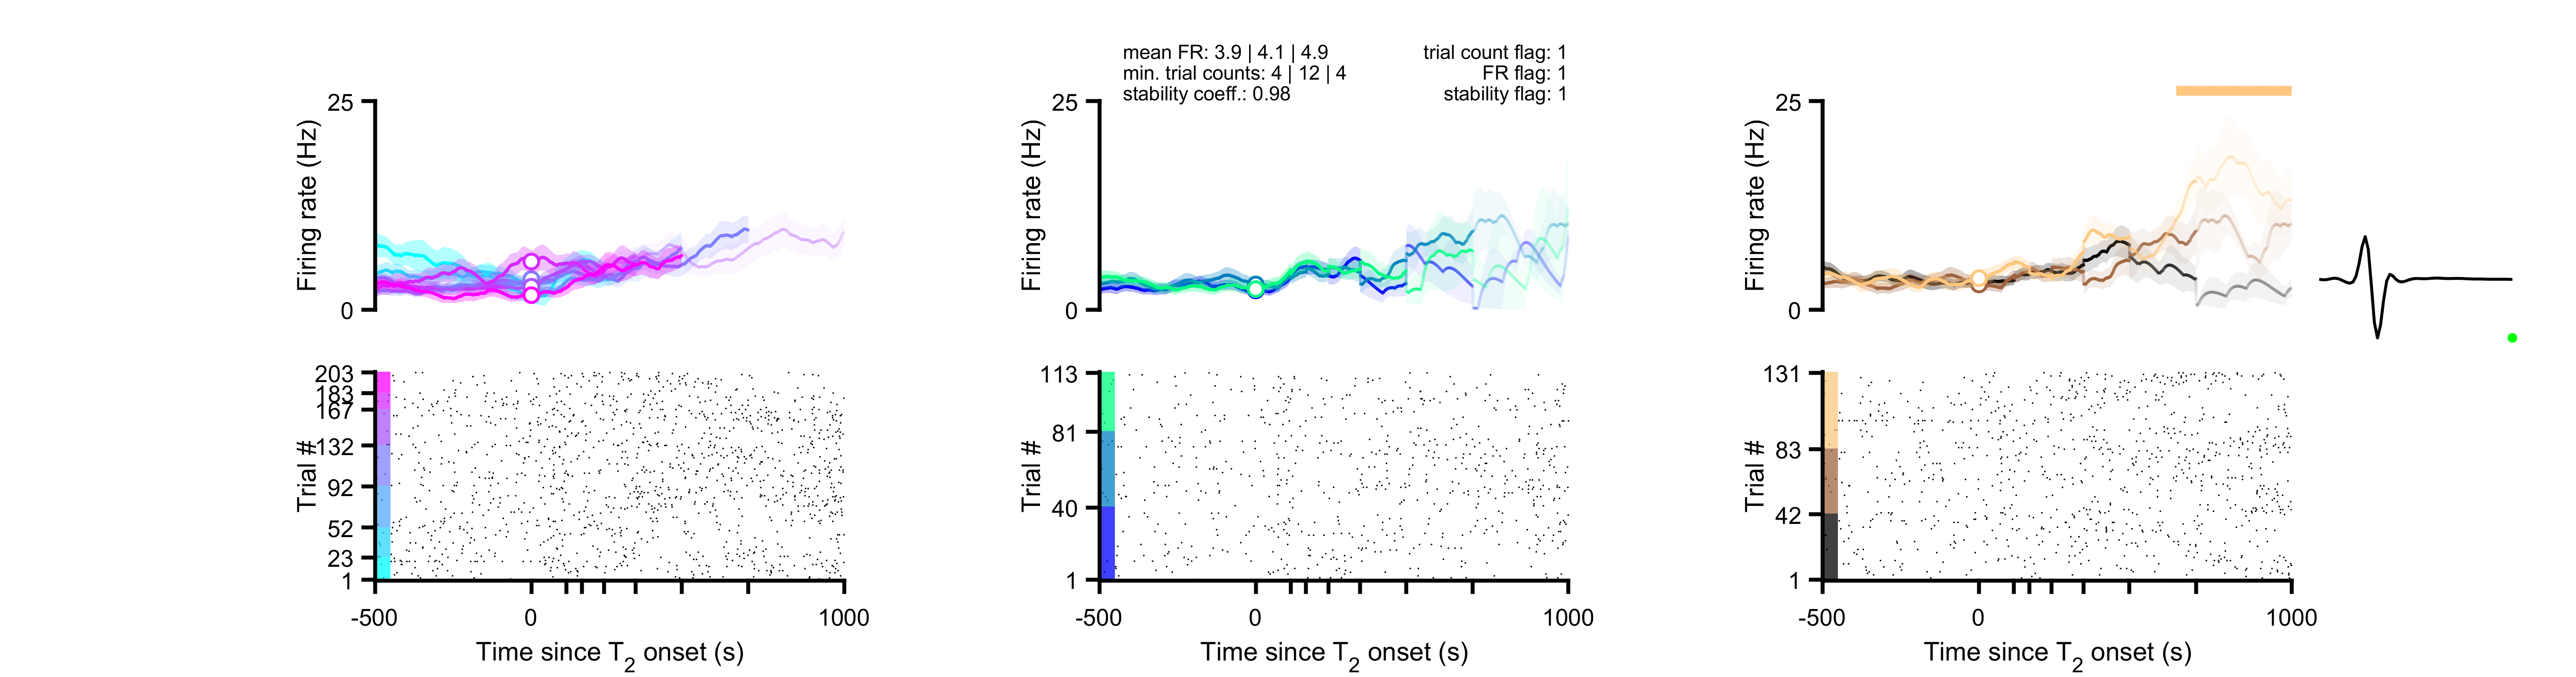 mean FR: 3.9 | 4.1 | 4.9
min. trial counts: 4 | 12 | 4
stability coeff.: 0.98
trial count flag: 1
FR flag: 1
stability flag: 1
25
Firing rate (Hz)
0
25
Firing rate (Hz)
0
25
Firing rate (Hz)
0
203
183
167
132
92
52
23
1
Trial #
-500
0
1000
Time since T2 onset (s)
113
81
40
1
Trial #
-500
0
1000
Time since T2 onset (s)
131
83
42
1
Trial #
-500
0
1000
Time since T2 onset (s)